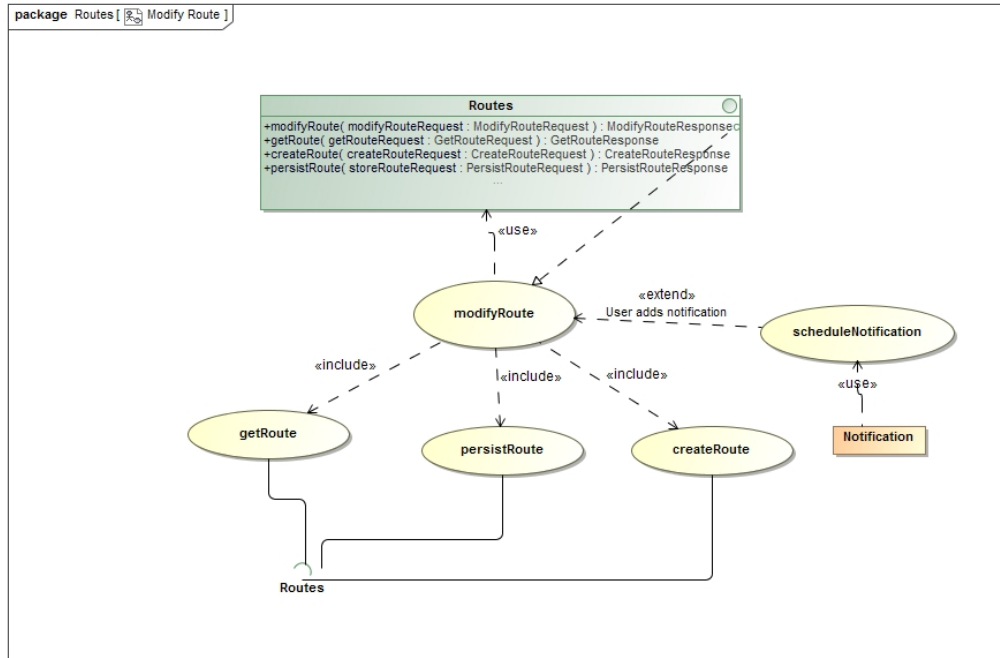 package Routes [ Modify Route ]
Routes
+modifyRoute( modifyRouteRequest : ModifyRouteRequest ) : ModifyRouteResponse
+getRoute( getRouteRequest : GetRouteRequest ) : GetRouteResponse
+createRoute( createRouteRequest : CreateRouteRequest ) : CreateRouteResponse
+persistRoute( storeRouteRequest : PersistRouteRequest ) : PersistRouteResponse
...
«use»
modifyRoute
«extend»
User adds notification
scheduleNotification
«include»
«include»
«include»
«use»
getRoute
persistRoute
createRoute
Notification
Routes